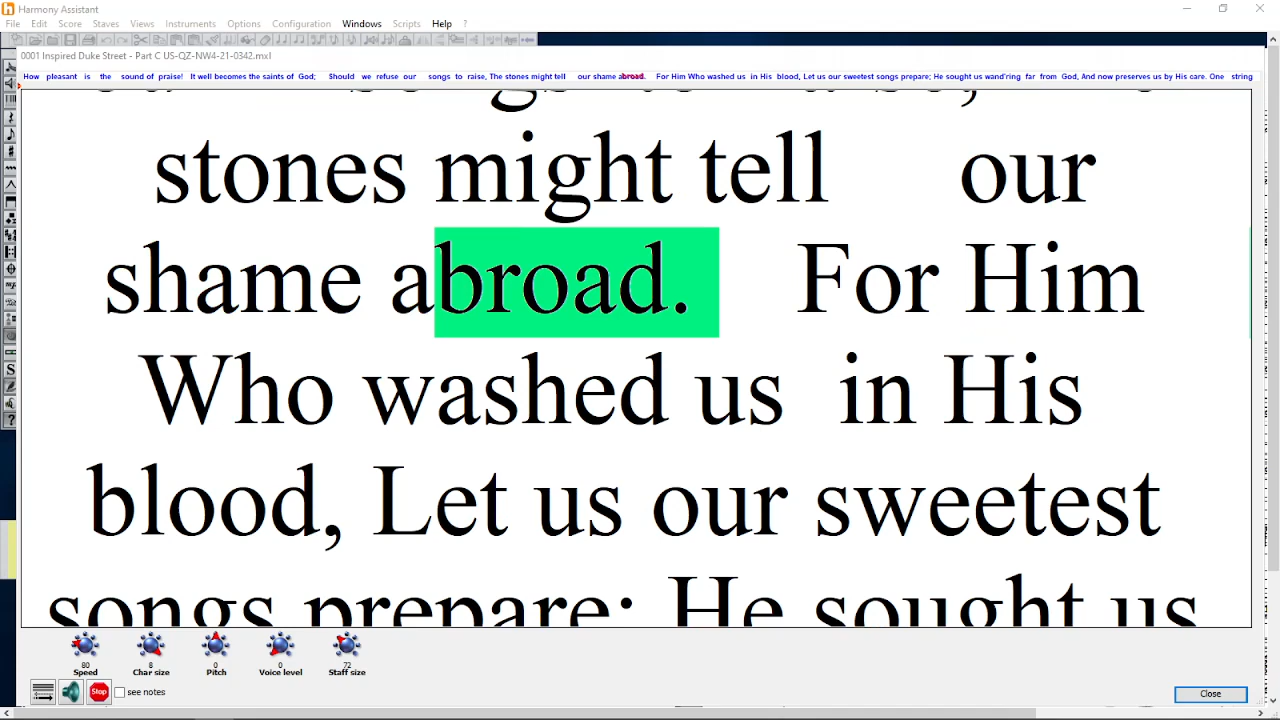 Harmony Assistant
File Edit Score Staves Views Instruments Options Configuration Windows Scripts Help ?
0001 Inspired Duke Street - Part C US-QZ-NW4-21-0342.mxl
How pleasant is the sound of praise! It well becomes the saints of God; Should we refuse our songs to raise, The stones might tell our shame abroad. For Him Who washed us in His blood, Let us our sweetest songs prepare; He sought us wand'ring far from God, And now preserves us by His care. One string
stones might tell our
shame abroad. For Him
Who washed us in His
blood, Let us our sweetest
songs prepare; He sought us
80 8 0 0 72
Speed Char size Pitch Voice level Staff size
Stop see notes Close